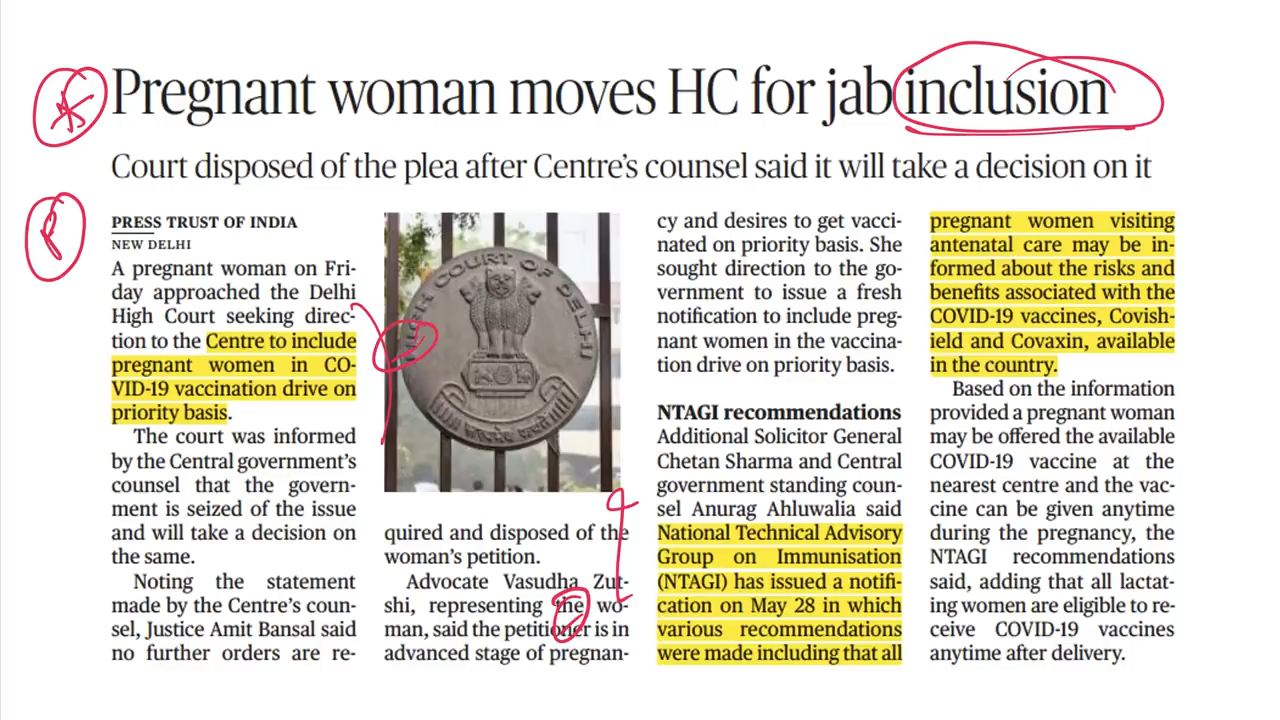 Pregnant woman moves HC for jab inclusion
Court disposed of the plea after Centre's counsel said it will take a decision on it
PRESS TRUST OF INDIA
NEW DELHI
A pregnant woman on Fri-
day approached the Delhi
High Court seeking direc-
tion to the Centre to include
pregnant women in CO-
VID-19 vaccination drive on
priority basis.
The court was informed
by the Central government's
counsel that the govern-
ment is seized of the issue
and will take a decision on
the same.
Noting the statement
made by the Centre's coun-
sel, Justice Amit Bansal said
no further orders are re-
HIGH COURT OF DELHI
quired and disposed of the
woman's petition.
Advocate Vasudha Zut-
shi, representing the wo-
man, said the petitioner is in
advanced stage of pregnan-
cy and desires to get vacci-
nated on priority basis. She
sought direction to the go-
vernment to issue a fresh
notification to include preg-
nant women in the vaccina-
tion drive on priority basis.
NTAGI recommendations
Additional Solicitor General
Chetan Sharma and Central
government standing coun-
sel Anurag Ahluwalia said
National Technical Advisory
Group on Immunisation
(NTAGI) has issued a notifi-
cation on May 28 in which
various recommendations
were made including that all
pregnant women visiting
antenatal care may be in-
formed about the risks and
benefits associated with the
COVID-19 vaccines, Covish-
ield and Covaxin, available
in the country.
Based on the information
provided a pregnant woman
may be offered the available
COVID-19 vaccine at the
nearest centre and the vac-
cine can be given anytime
during the pregnancy, the
NTAGI recommendations
said, adding that all lactat-
ing women are eligible to re-
ceive COVID-19 vaccines
anytime after delivery.